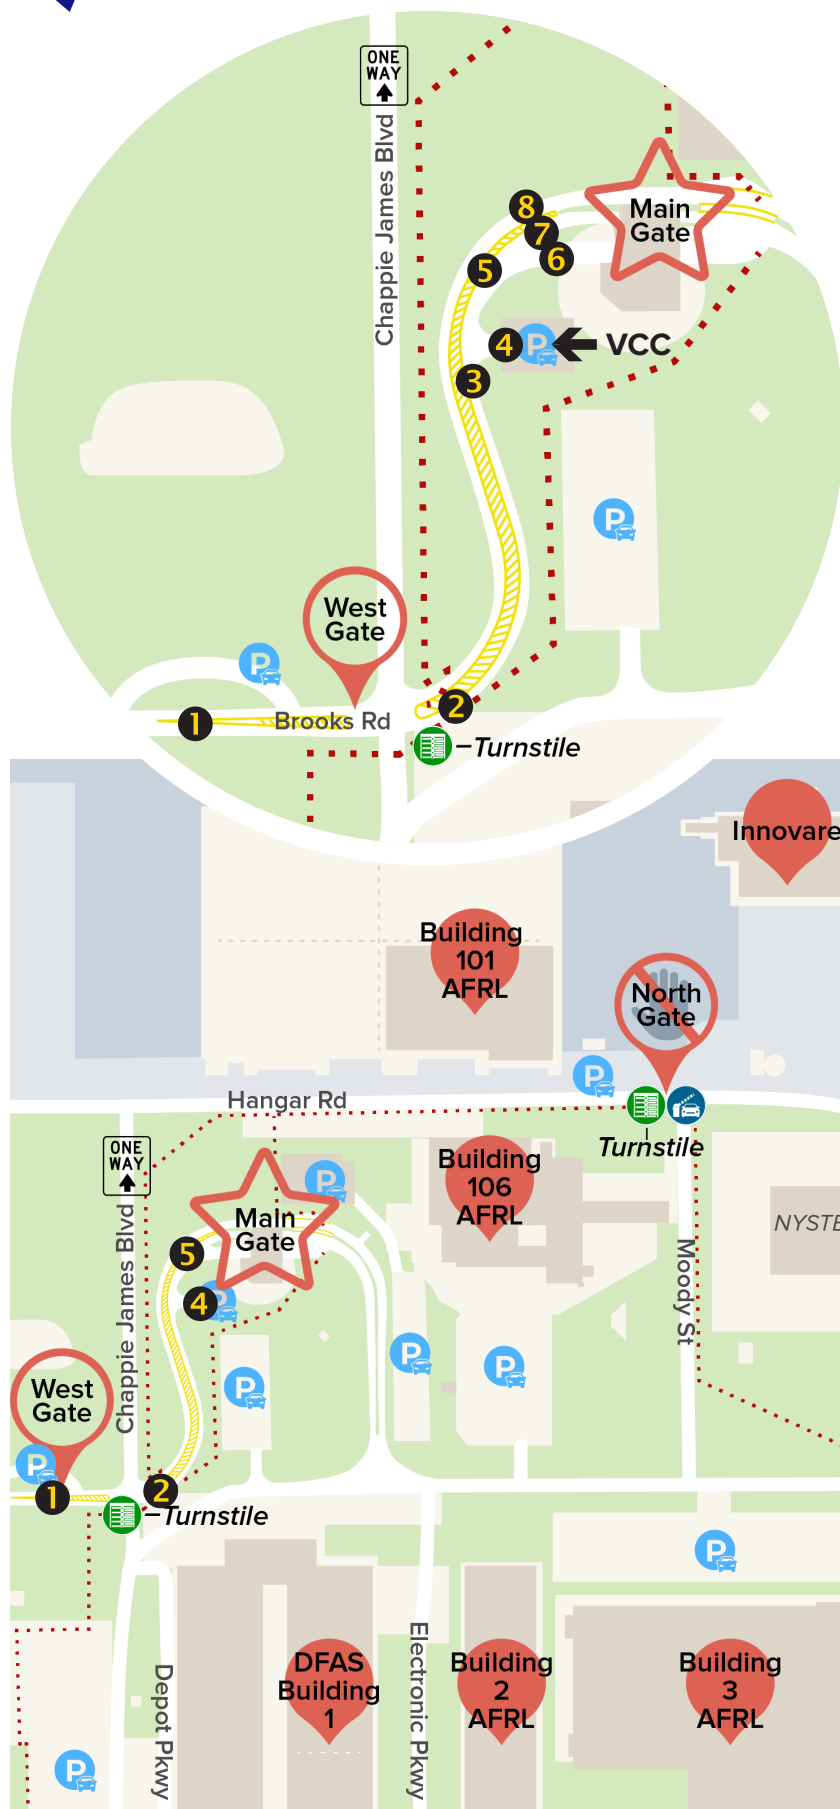 ONE
WAY
Chappie James Blvd
8
7
6
5
Main
Gate
4
P
VCC
3
P
West
Gate
P
2
1
Brooks Rd
Turnstile
Innovare
Building
101
AFRL
North
Gate
P
Hangar Rd
Turnstile
ONE
WAY
Building
106
AFRL
P
Main
Gate
NYSTE
5
Chappie James Blvd
Moody St
4
P
West
Gate
P
P
P
P
1
2
Turnstile
P
DFAS
Building
1
Building
2
AFRL
Building
3
AFRL
Depot Pkwy
Electronic Pkwy
P